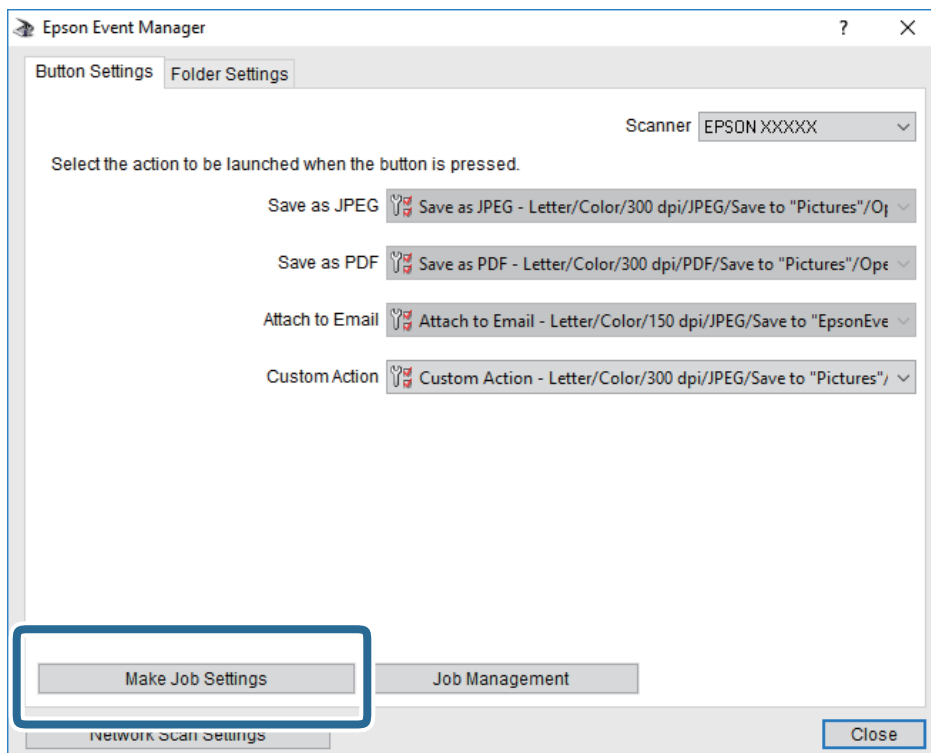 Epson Event Manager
Button Settings Folder Settings
Scanner EPSON XXXXX
Select the action to be launched when the button is pressed.
Save as JPEG Save as JPEG - Letter/Color/300 dpi/JPEG/Save to "Pictures"/Op
Save as PDF Save as PDF - Letter/Color/300 dpi/PDF/Save to "Pictures"/Ope
Attach to Email Attach to Email - Letter/Color/150 dpi/JPEG/Save to "EpsonEve
Custom Action Custom Action - Letter/Color/300 dpi/JPEG/Save to "Pictures"/
Make Job Settings Job Management
Network Scan Settings Close